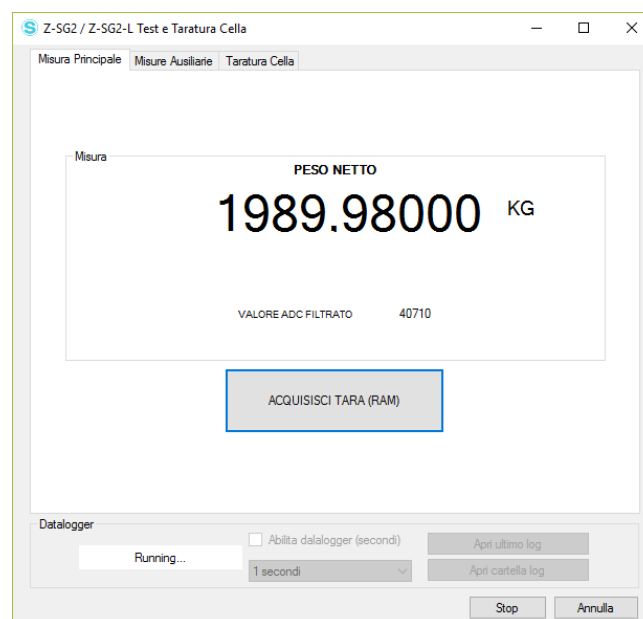 S Z-SG2 / Z-SG2-L Test e Taratura Cella
Misura Principale Misure Ausiliarie Taratura Cella
Misura
PESO NETTO
1989,98000 KG
VALORE ADC FILTRATO 40710
ACQUISISCI TARA (RAM)
Datalogger
Abilita dalalogger (secondi) Apri ultimo log
Running...
1 secondi Apri cartella log
Stop Annulla